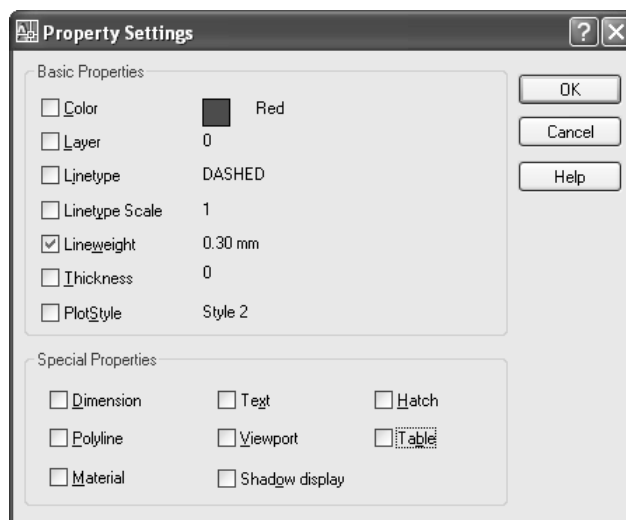 Property Settings
Basic Properties
Color Red
Layer 0
Linetype DASHED
Linetype Scale 1
Lineweight 0.30 mm
Thickness 0
PlotStyle Style 2
OK
Cancel
Help
Special Properties
Dimension Text Hatch
Polyline Viewport Table
Material Shadow display